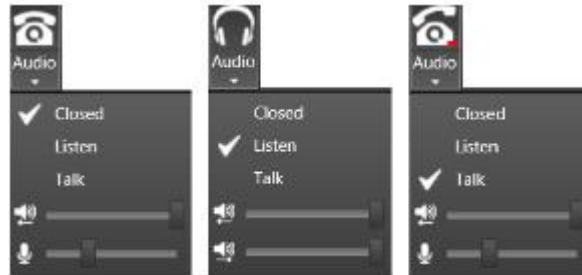 Audio
Closed
Listen
Talk
Audio
Closed
Listen
Talk
Audio
Closed
Listen
Talk